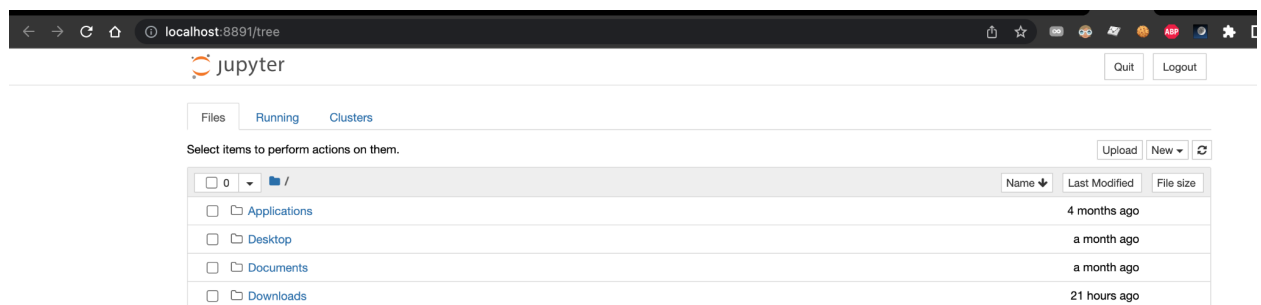 localhost:8891/tree ABP
jupyter Quit Logout
Files Running Clusters
Select items to perform actions on them. Upload New
0 / Name Last Modified File size
Applications 4 months ago
Desktop a month ago
Documents a month ago
Downloads 21 hours ago